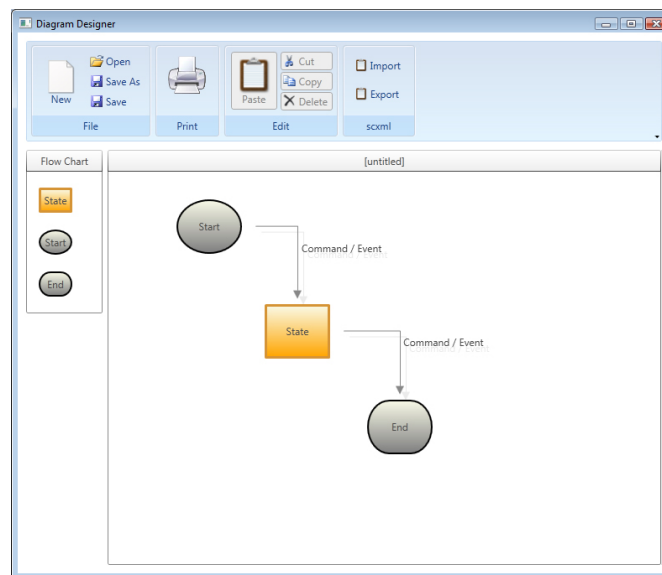 Diagram Designer
New
Open
Save As
Save
File
Print
Paste
Cut
Copy
Delete
Edit
Import
Export
scxml
Flow Chart
[untitled]
State
Start
End
Start
Command / Event
State
Command / Event
End